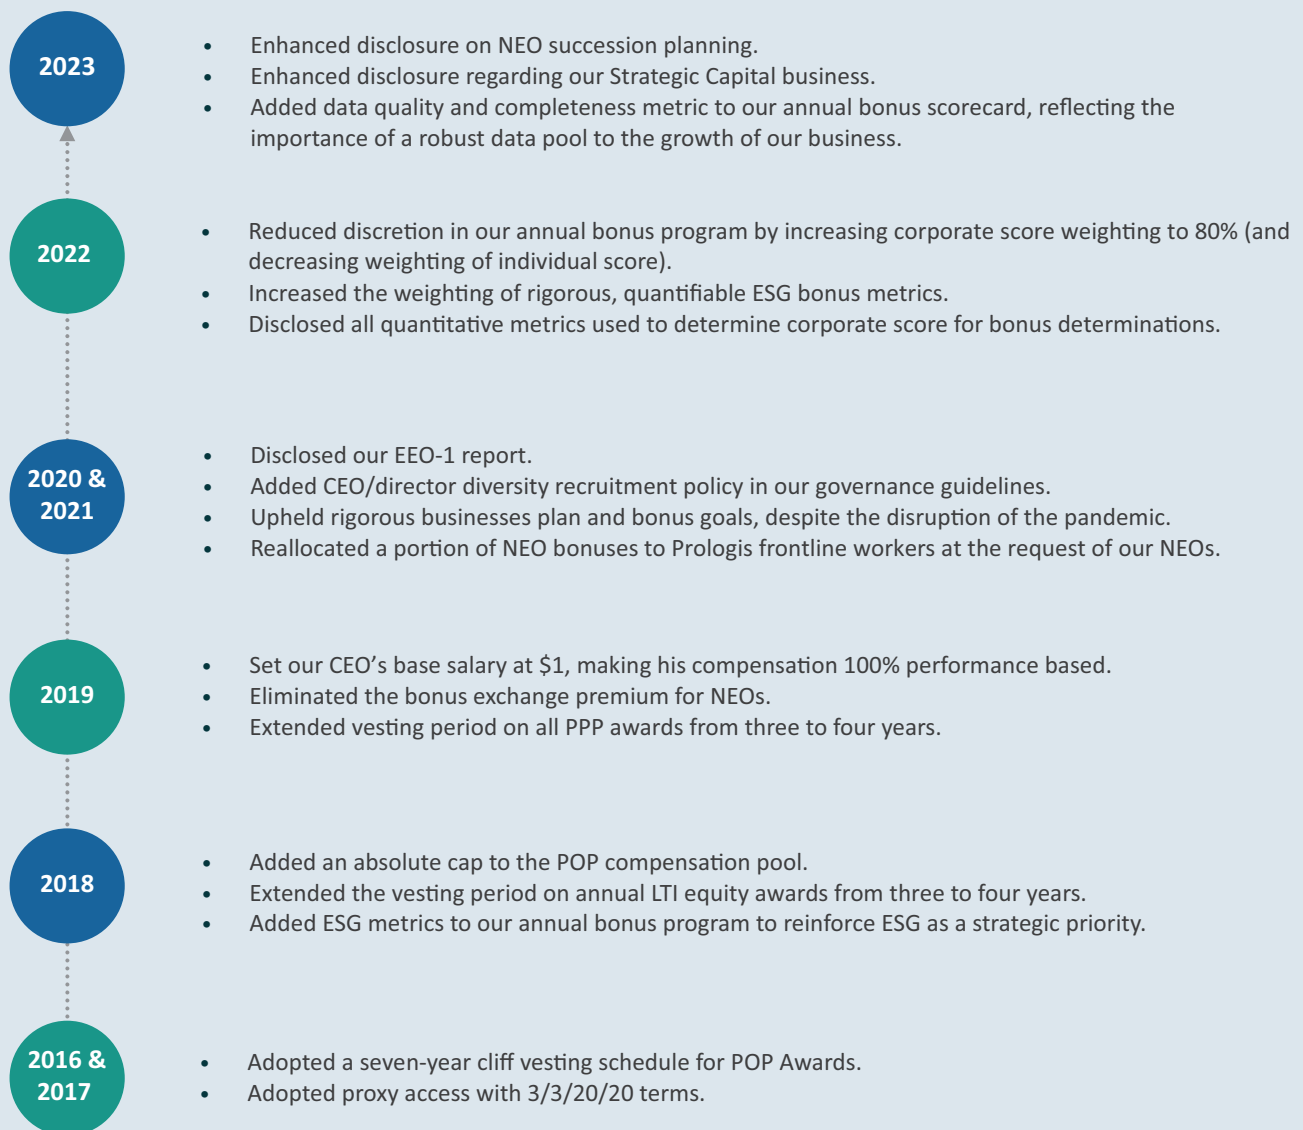 2023
• Enhanced disclosure on NEO succession planning.
• Enhanced disclosure regarding our Strategic Capital business.
• Added data quality and completeness metric to our annual bonus scorecard, reflecting the
importance of a robust data pool to the growth of our business.
2022
• Reduced discretion in our annual bonus program by increasing corporate score weighting to 80% (and
decreasing weighting of individual score).
• Increased the weighting of rigorous, quantifiable ESG bonus metrics.
• Disclosed all quantitative metrics used to determine corporate score for bonus determinations.
2020 &
2021
• Disclosed our EEO-1 report.
• Added CEO/director diversity recruitment policy in our governance guidelines.
• Upheld rigorous businesses plan and bonus goals, despite the disruption of the pandemic.
• Reallocated a portion of NEO bonuses to Prologis frontline workers at the request of our NEOs.
2019
• Set our CEO's base salary at $1, making his compensation 100% performance based.
• Eliminated the bonus exchange premium for NEOs.
• Extended vesting period on all PPP awards from three to four years.
2018
• Added an absolute cap to the POP compensation pool.
• Extended the vesting period on annual LTI equity awards from three to four years.
• Added ESG metrics to our annual bonus program to reinforce ESG as a strategic priority.
2016 &
2017
• Adopted a seven-year cliff vesting schedule for POP Awards.
• Adopted proxy access with 3/3/20/20 terms.